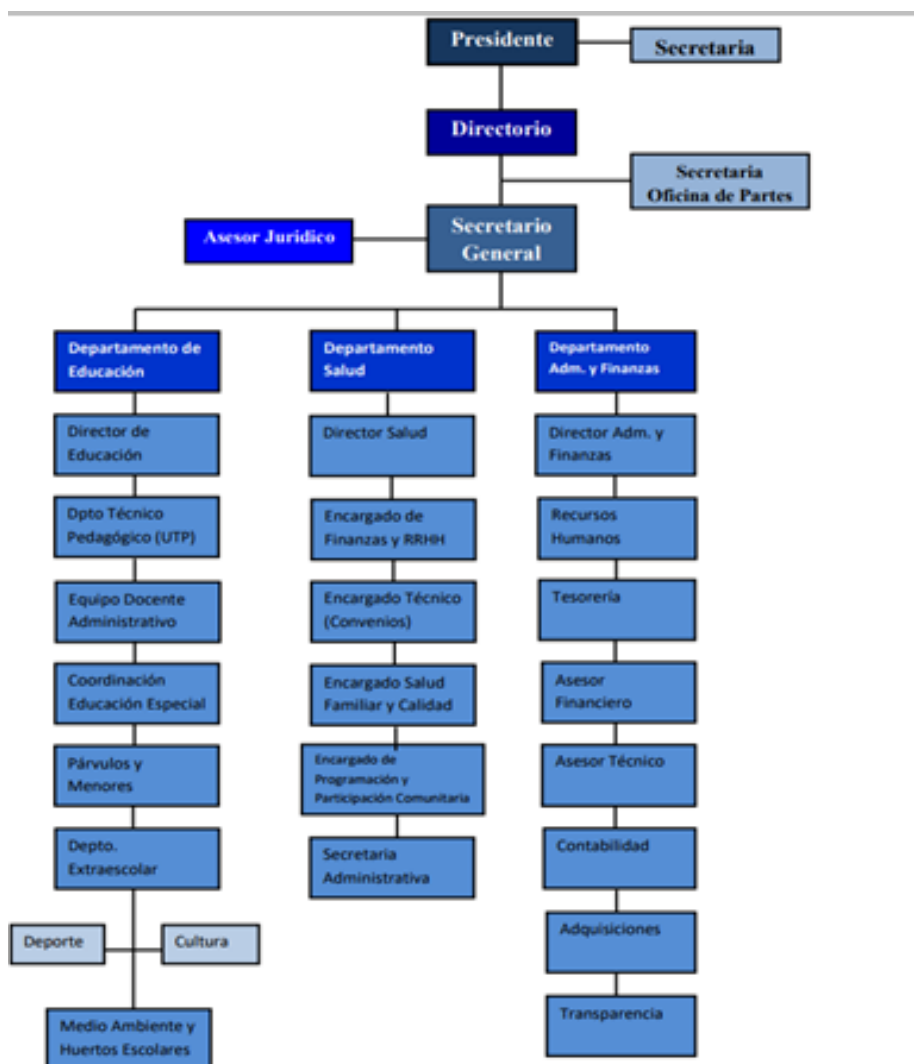 Presidente
Secretaria
Directorio
Secretaria
Oficina de Partes
Asesor Jurídico
Secretario
General
Departamento de
Educación
Director de
Educación
Dpto Técnico
Pedagógico (UTP)
Equipo Docente
Administrativo
Coordinación
Educación Especial
Párvulos y
Menores
Depto.
Extraescolar
Deporte
Cultura
Medio Ambiente y
Huertos Escolares
Departamento
Salud
Director Salud
Encargado de
Finanzas y RRHH
Encargado Técnico
(Convenios)
Encargado Salud
Familiar y Calidad
Encargado de
Programación y
Participación Comunitaria
Secretaria
Administrativa
Departamento
Adm. y Finanzas
Director Adm. y
Finanzas
Recursos
Humanos
Tesorería
Asesor
Financiero
Asesor Técnico
Contabilidad
Adquisiciones
Transparencia